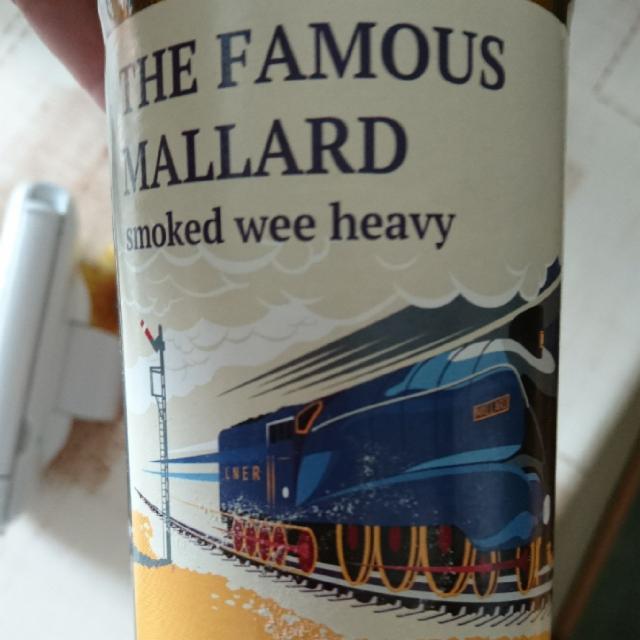 THE FAMOUS
MALLARD
smoked wee heavy
LNER